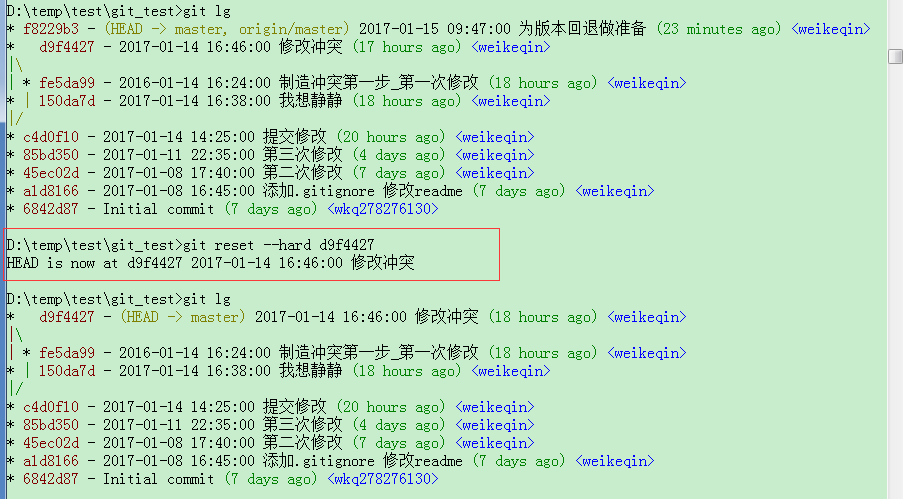 D:\temp\test\git_test>git lg
* f8229b3 - (HEAD -> master, origin/master) 2017-01-15 09:47:00 为版本回退做准备 (23 minutes ago) <weikeqin>
*   d9f4427 - 2017-01-14 16:46:00 修改冲突 (17 hours ago) <weikeqin>
|\
| * fe5da99 - 2016-01-14 16:24:00 制造冲突第一步_第一次修改 (18 hours ago) <weikeqin>
* | 150da7d - 2017-01-14 16:38:00 我想静静 (18 hours ago) <weikeqin>
|/
* c4d0f10 - 2017-01-14 14:25:00 提交修改 (20 hours ago) <weikeqin>
* 85bd350 - 2017-01-11 22:35:00 第三次修改 (4 days ago) <weikeqin>
* 45ec02d - 2017-01-08 17:40:00 第二次修改 (7 days ago) <weikeqin>
* a1d8166 - 2017-01-08 16:45:00 添加.gitignore 修改readme (7 days ago) <weikeqin>
* 6842d87 - Initial commit (7 days ago) <wkq278276130>
D:\temp\test\git_test>git reset --hard d9f4427
HEAD is now at d9f4427 2017-01-14 16:46:00 修改冲突
D:\temp\test\git_test>git lg
*   d9f4427 - (HEAD -> master) 2017-01-14 16:46:00 修改冲突 (18 hours ago) <weikeqin>
|\
| * fe5da99 - 2016-01-14 16:24:00 制造冲突第一步_第一次修改 (18 hours ago) <weikeqin>
* | 150da7d - 2017-01-14 16:38:00 我想静静 (18 hours ago) <weikeqin>
|/
* c4d0f10 - 2017-01-14 14:25:00 提交修改 (20 hours ago) <weikeqin>
* 85bd350 - 2017-01-11 22:35:00 第三次修改 (4 days ago) <weikeqin>
* 45ec02d - 2017-01-08 17:40:00 第二次修改 (7 days ago) <weikeqin>
* a1d8166 - 2017-01-08 16:45:00 添加.gitignore 修改readme (7 days ago) <weikeqin>
* 6842d87 - Initial commit (7 days ago) <wkq278276130>